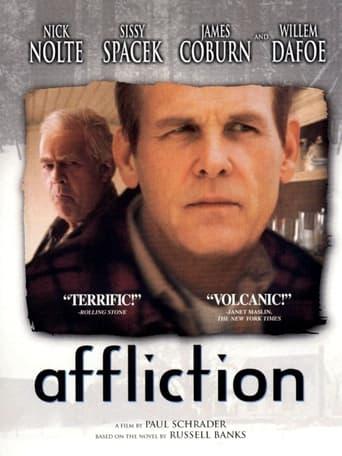 NICK SISSY JAMES WILLEM
NOLTE SPACEK COBURN AND DAFOE
“TERRIFIC!” “VOLCANIC!”
-ROLLING STONE -JANET MASLIN,
THE NEW YORK TIMES
affliction
A FILM BY PAUL SCHRADER
BASED ON THE NOVEL BY RUSSELL BANKS